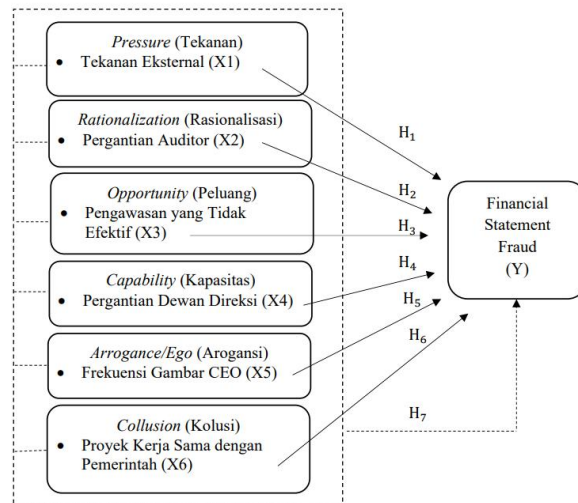 Pressure (Tekanan)
• Tekanan Eksternal (X1)
Rationalization (Rasionalisasi)
• Pergantian Auditor (X2)
Opportunity (Peluang)
• Pengawasan yang Tidak
Efektif (X3)
Capability (Kapasitas)
• Pergantian Dewan Direksi (X4)
Arrogance/Ego (Arogansi)
• Frekuensi Gambar CEO (X5)
Collusion (Kolusi)
• Proyek Kerja Sama dengan
Pemerintah (X6)
H₁
H₂
H₃
H₄
H₅
H₆
H₇
Financial
Statement
Fraud
(Y)